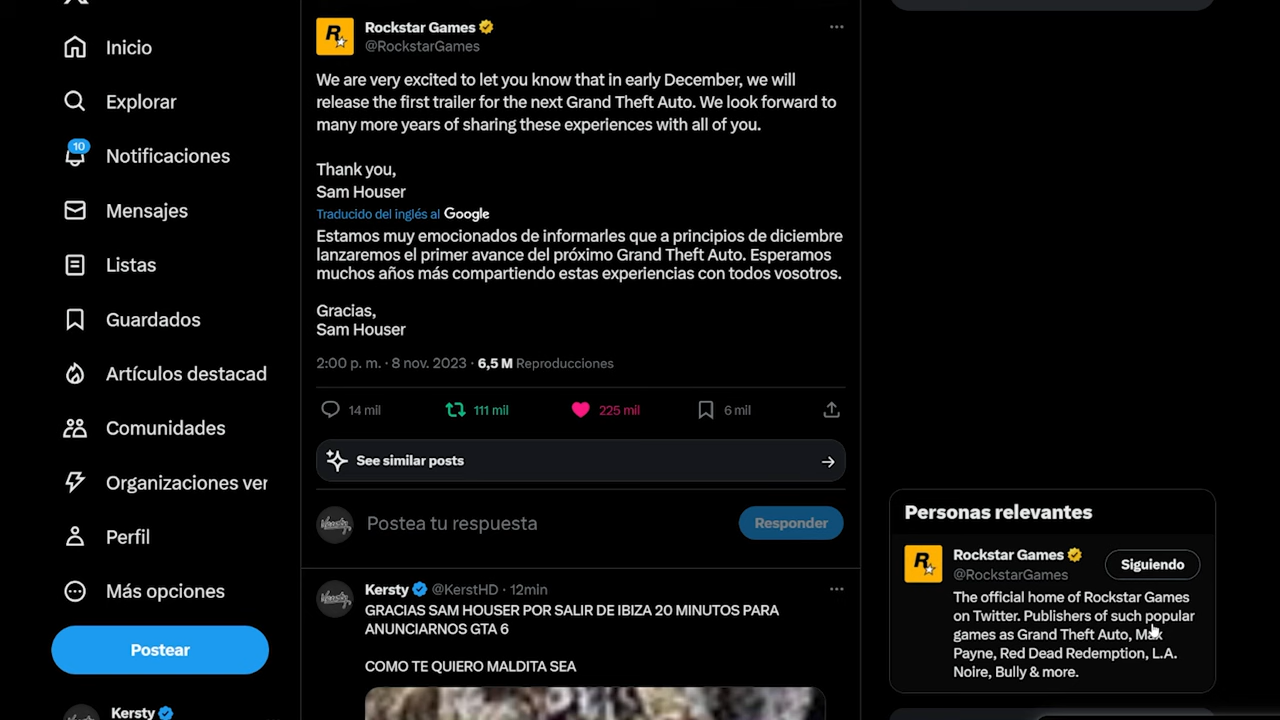 Inicio
Explorar
10
Notificaciones
Mensajes
Listas
Guardados
Artículos destacad
Comunidades
Organizaciones ver
Perfil
Más opciones
Postear
Kersty
Rockstar Games
@RockstarGames
We are very excited to let you know that in early December, we will
release the first trailer for the next Grand Theft Auto. We look forward to
many more years of sharing these experiences with all of you.
Thank you,
Sam Houser
Traducido del inglés al Google
Estamos muy emocionados de informarles que a principios de diciembre
lanzaremos el primer avance del próximo Grand Theft Auto. Esperamos
muchos años más compartiendo estas experiencias con todos vosotros.
Gracias,
Sam Houser
2:00 p. m. · 8 nov. 2023 · 6,5 M Reproducciones
14 mil 111 mil 225 mil 6 mil
See similar posts
Kersty
Postea tu respuesta
Responder
Kersty
Kersty @KerstHD · 12min
GRACIAS SAM HOUSER POR SALIR DE IBIZA 20 MINUTOS PARA
ANUNCIARNOS GTA 6
COMO TE QUIERO MALDITA SEA
Personas relevantes
Rockstar Games
@RockstarGames
Siguiendo
The official home of Rockstar Games
on Twitter. Publishers of such popular
games as Grand Theft Auto, Max
Payne, Red Dead Redemption, L.A.
Noire, Bully & more.